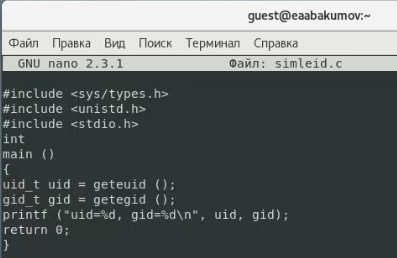 guest@eaabakumov:~
Файл Правка Вид Поиск Терминал Справка
GNU nano 2.3.1 Файл: simleid.c
#include <sys/types.h>
#include <unistd.h>
#include <stdio.h>
int
main ()
{
uid_t uid = geteuid ();
gid_t gid = getegid ();
printf ("uid=%d, gid=%d\n", uid, gid);
return 0;
}